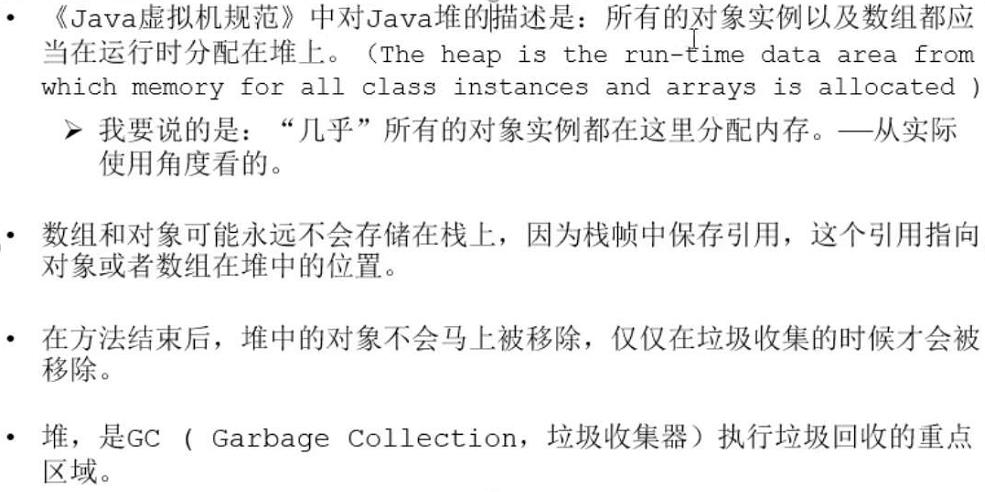 • 《Java虚拟机规范》中对Java堆的描述是：所有的对象实例以及数组都应
当在运行时分配在堆上。（The heap is the run-time data area from
which memory for all class instances and arrays is allocated )
➢ 我要说的是：“几乎”所有的对象实例都在这里分配内存。—从实际
使用角度看的。
• 数组和对象可能永远不会存储在栈上，因为栈帧中保存引用，这个引用指向
对象或者数组在堆中的位置。
• 在方法结束后，堆中的对象不会马上被移除，仅仅在垃圾收集的时候才会被
移除。
• 堆，是GC ( Garbage Collection，垃圾收集器）执行垃圾回收的重点
区域。